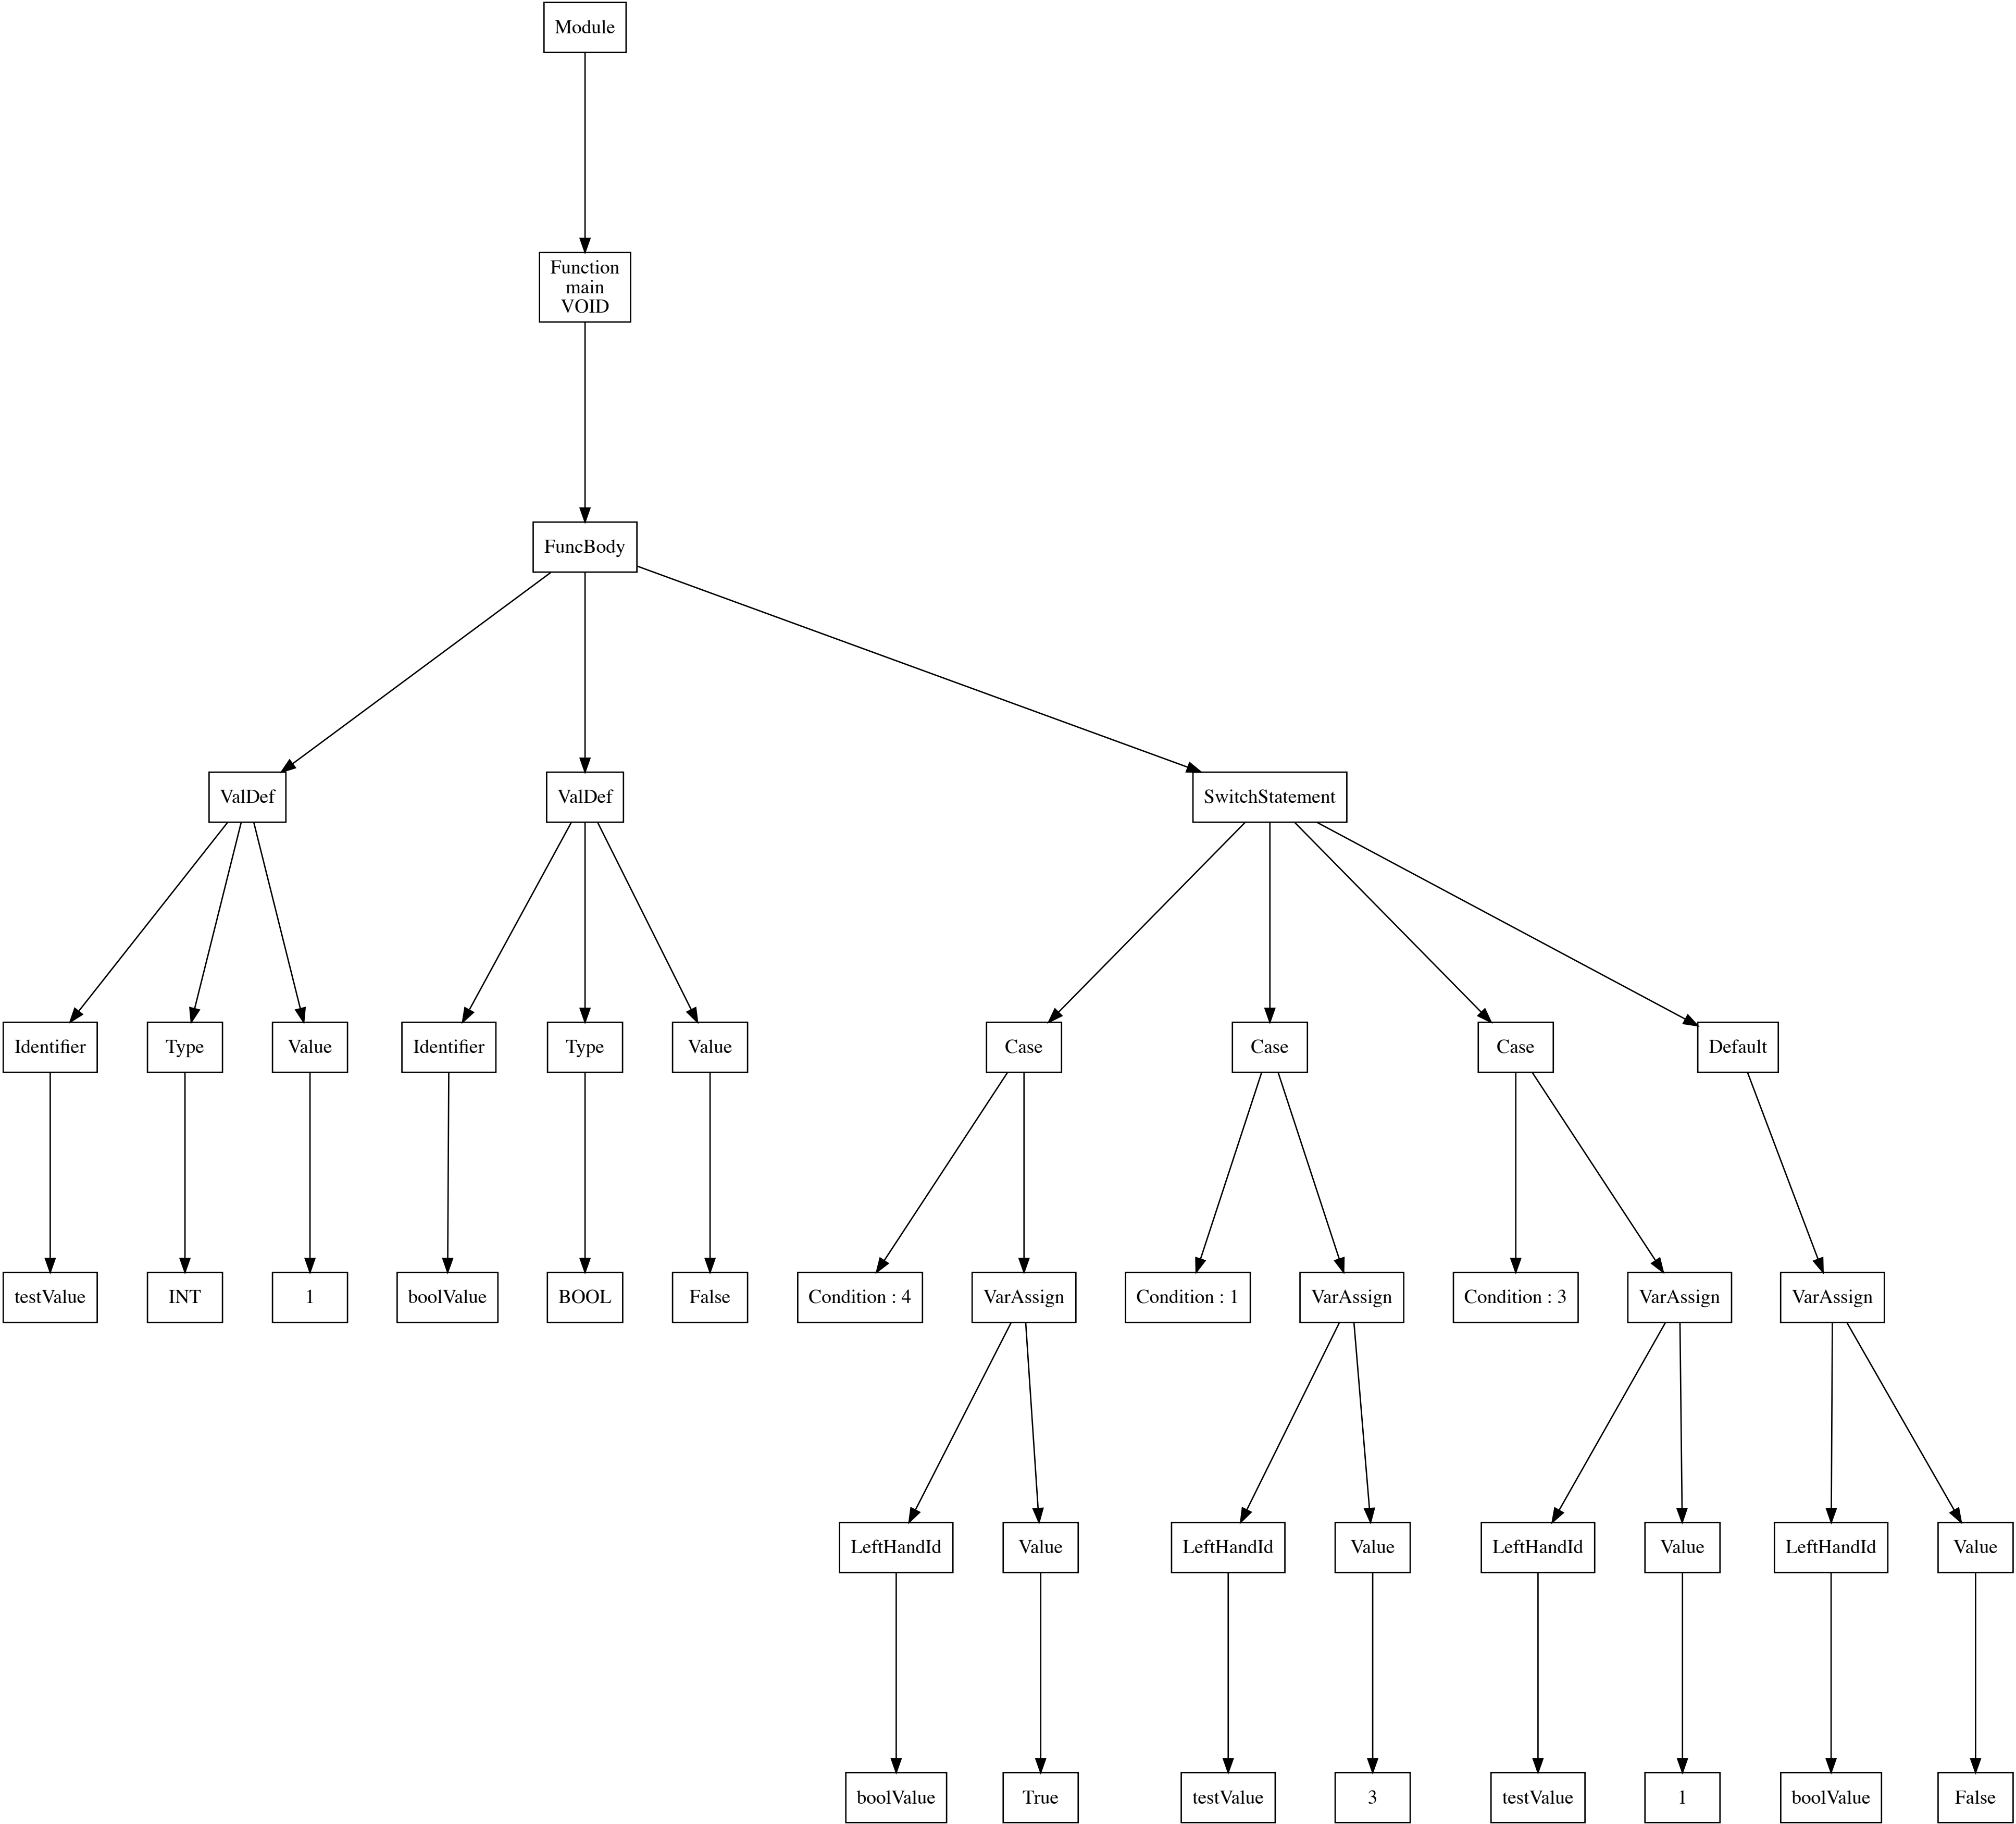 Module
Function
main
VOID
FuncBody
ValDef
ValDef
SwitchStatement
Identifier
Type
Value
Identifier
Type
Value
Case
Case
Case
Default
testValue
INT
1
boolValue
BOOL
False
Condition : 4
VarAssign
Condition : 1
VarAssign
Condition : 3
VarAssign
VarAssign
LeftHandId
Value
LeftHandId
Value
LeftHandId
Value
LeftHandId
Value
boolValue
True
testValue
3
testValue
1
boolValue
False